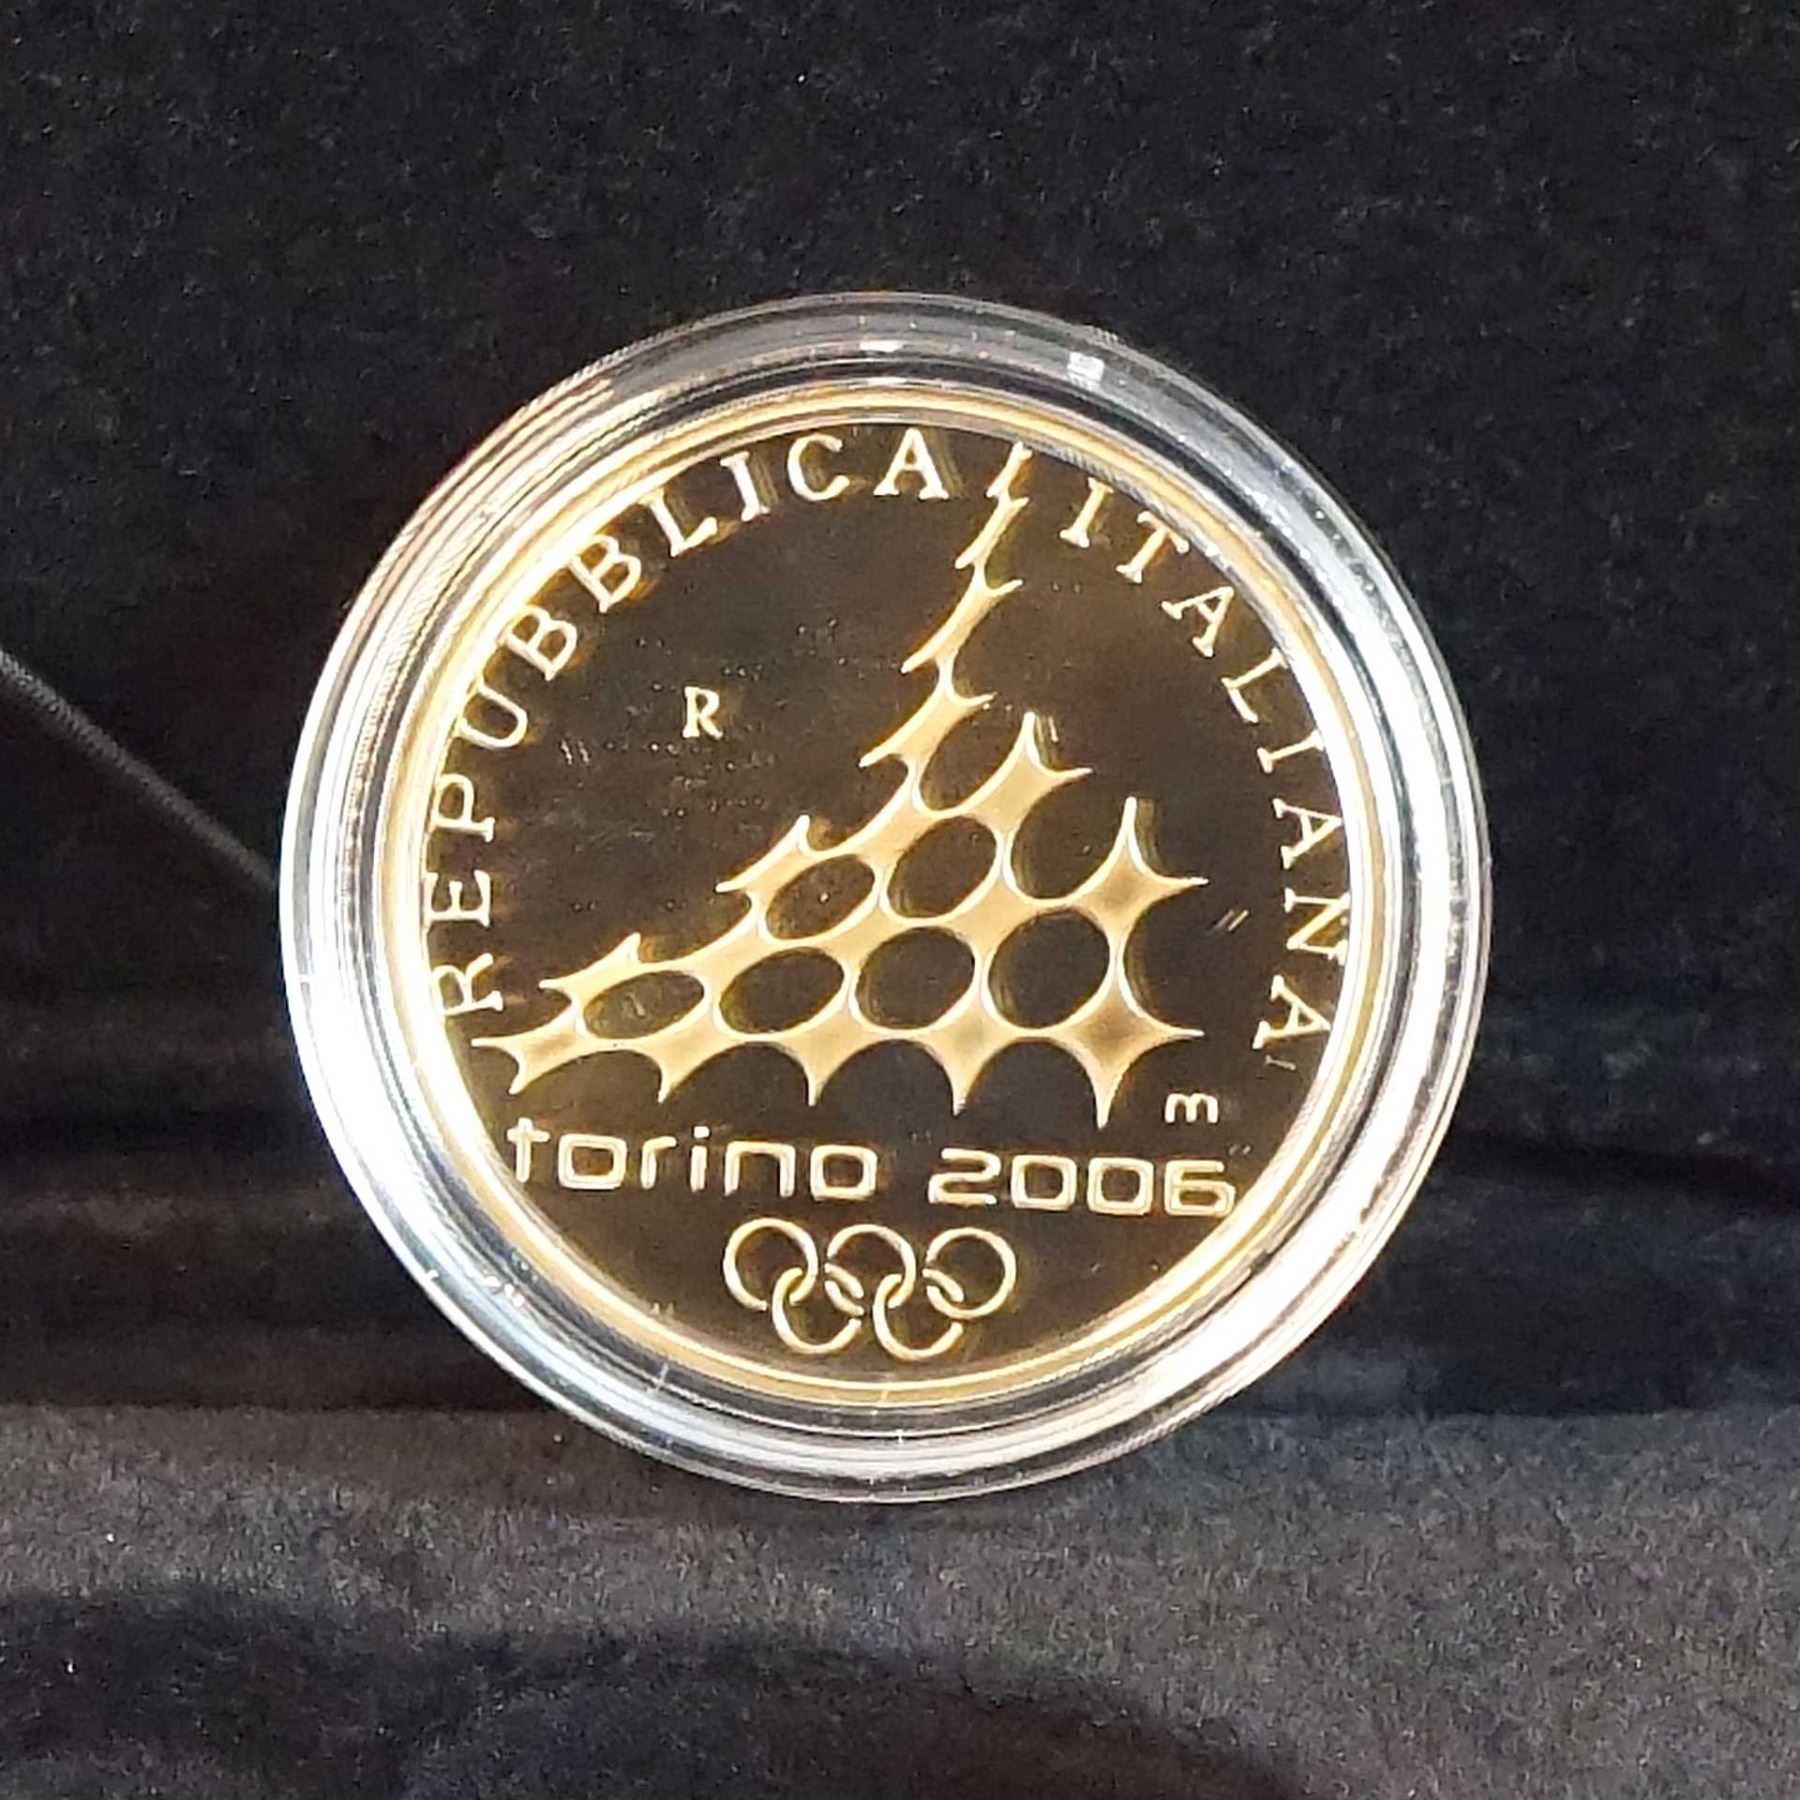 REPUBBLICA ITALIANA
R
m
torino 2006